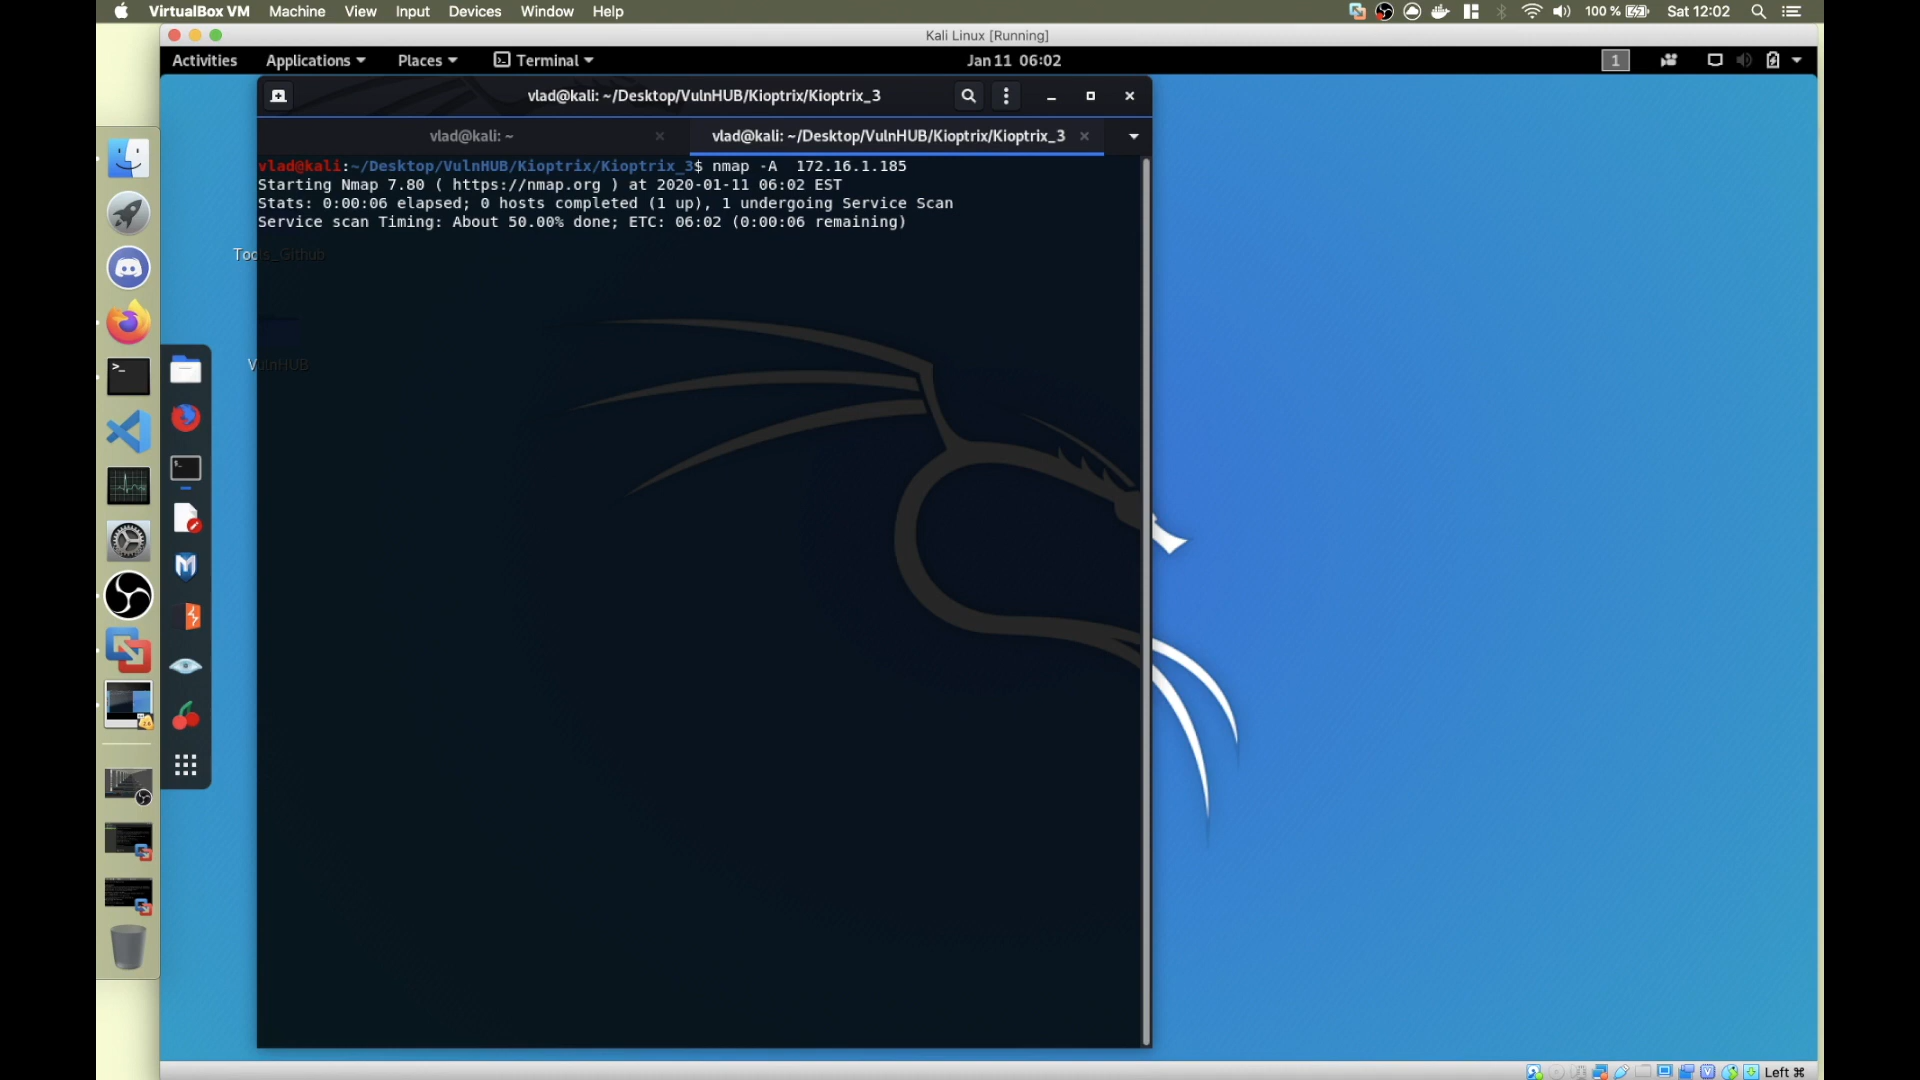 VirtualBox VM Machine View Input Devices Window Help 100 % Sat 12:02
Kali Linux [Running]
Activities Applications Places Terminal Jan 11 06:02 1
vlad@kali: ~/Desktop/VulnHUB/Kioptrix/Kioptrix_3
vlad@kali: ~ vlad@kali: ~/Desktop/VulnHUB/Kioptrix/Kioptrix_3
vlad@kali:~/Desktop/VulnHUB/Kioptrix/Kioptrix_3$ nmap -A  172.16.1.185
Starting Nmap 7.80 ( https://nmap.org ) at 2020-01-11 06:02 EST
Stats: 0:00:06 elapsed; 0 hosts completed (1 up), 1 undergoing Service Scan
Service scan Timing: About 50.00% done; ETC: 06:02 (0:00:06 remaining)
Tools_Github
VulnHUB
Left ⌘